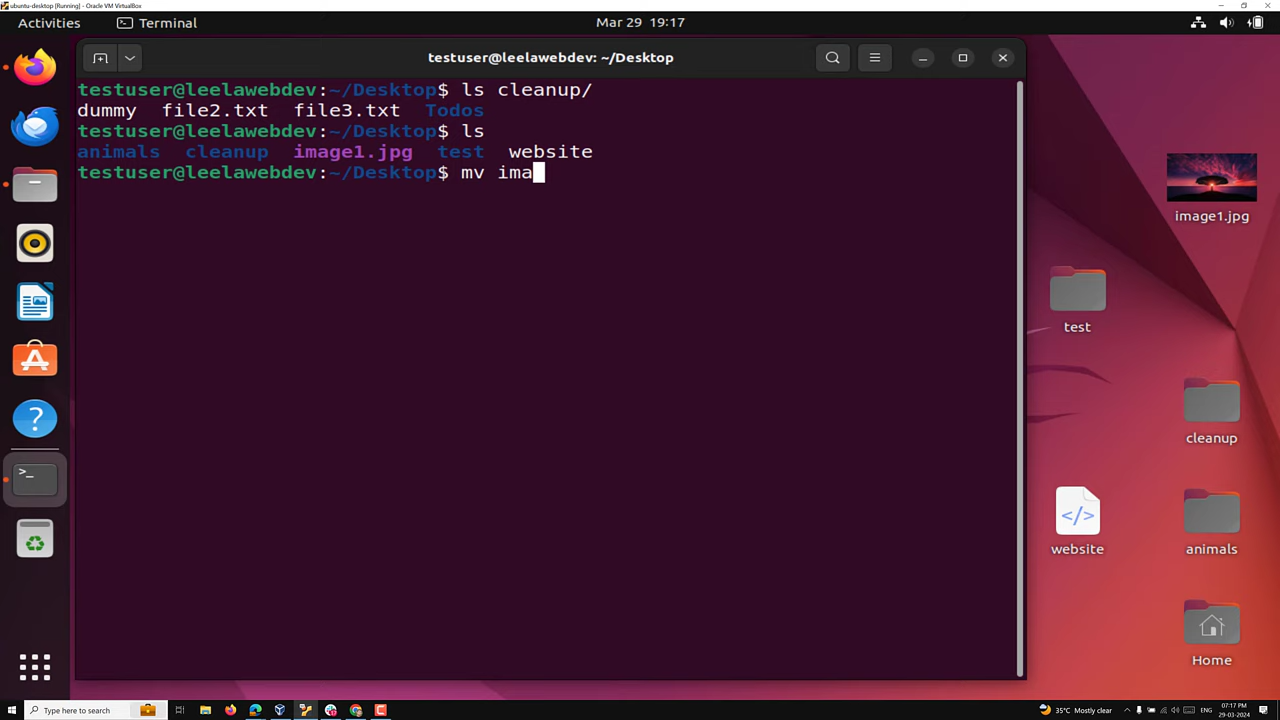 ubuntu-desktop [Running] - Oracle VM VirtualBox
Activities Terminal Mar 29 19:17
testuser@leelawebdev: ~/Desktop
testuser@leelawebdev:~/Desktop$ ls cleanup/
dummy file2.txt file3.txt Todos
testuser@leelawebdev:~/Desktop$ ls
animals cleanup image1.jpg test website
testuser@leelawebdev:~/Desktop$ mv ima
image1.jpg
test
cleanup
</>
website
animals
Home
>_
?
Type here to search
35°C Mostly clear
ENG
07:17 PM
29-03-2024